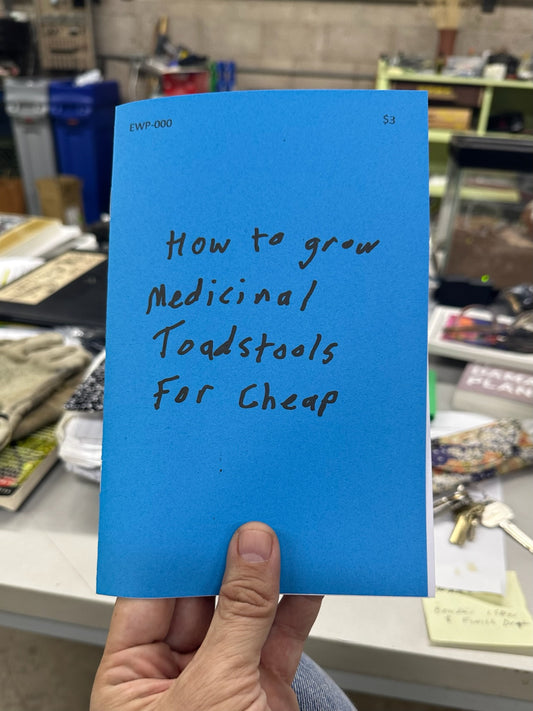 EWP-000
$3
How to grow
Medicinal
Toadstools
For Cheap